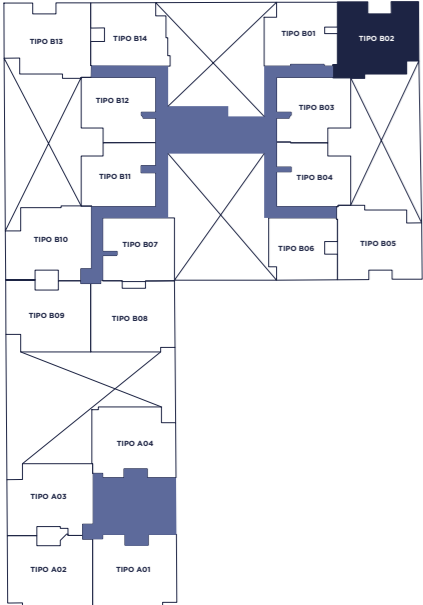 TIPO B13
TIPO B14
TIPO B01
TIPO B02
TIPO B12
TIPO B03
TIPO B11
TIPO B04
TIPO B10
TIPO B07
TIPO B06
TIPO B05
TIPO B09
TIPO B08
TIPO A04
TIPO A03
TIPO A02
TIPO A01